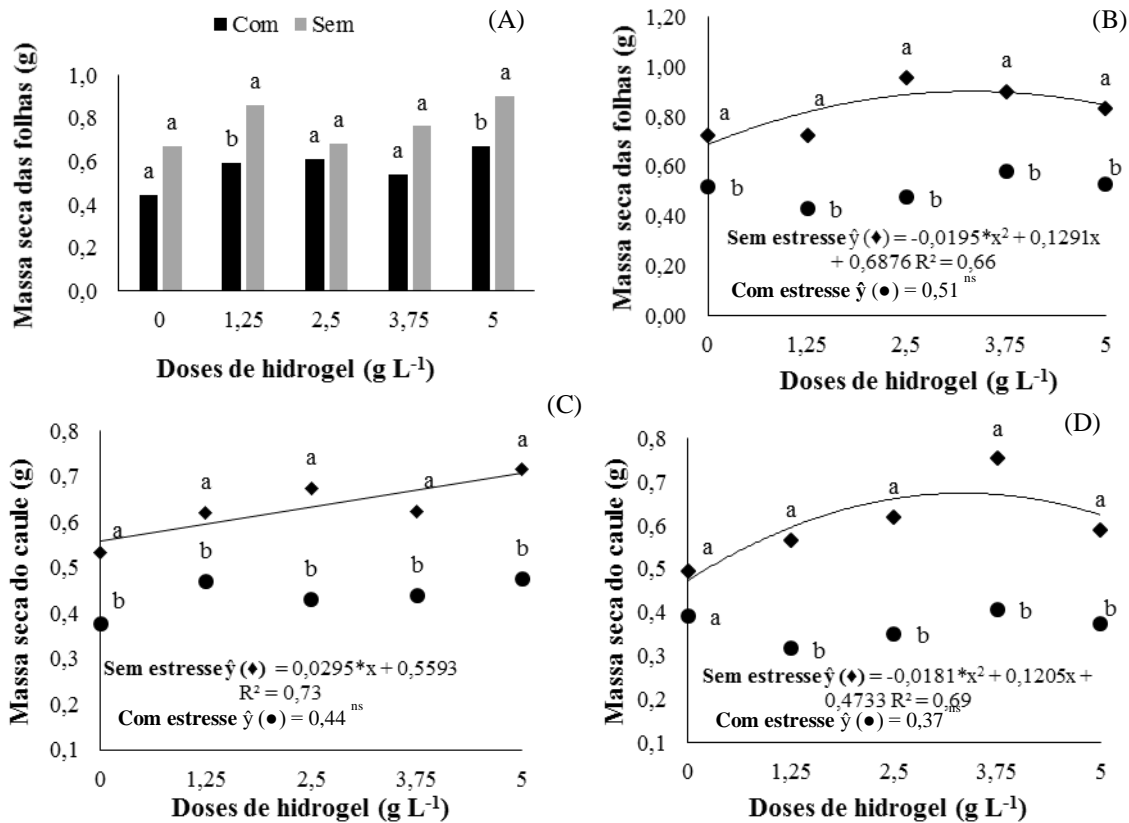 ■ Com ■ Sem (A)
Massa seca das folhas (g)
1,0
0,8
0,6
0,4
0,2
0,0
a a b a a a a a b a
0 1,25 2,5 3,75 5
Doses de hidrogel (g L⁻¹)
(B)
Massa seca das folhas (g)
1,20
1,00
0,80
0,60
0,40
0,20
0,00
a a a a a
b b b b b
Sem estresse ŷ (♦) = -0,0195*x² + 0,1291x
+ 0,6876 R² = 0,66
Com estresse ŷ (●) = 0,51 ns
0 1,25 2,5 3,75 5
Doses de hidrogel (g L⁻¹)
(C)
Massa seca do caule (g)
0,8
0,7
0,6
0,5
0,4
0,3
0,2
0,1
a a a a a
b b b b b
Sem estresse ŷ (♦) = 0,0295*x + 0,5593
R² = 0,73
Com estresse ŷ (●) = 0,44 ns
0 1,25 2,5 3,75 5
Doses de hidrogel (g L⁻¹)
(D)
Massa seca do caule (g)
0,8
0,7
0,6
0,5
0,4
0,3
0,2
0,1
a a a a a
a b b b b
Sem estresse ŷ (♦) = -0,0181*x² + 0,1205x +
0,4733 R² = 0,69
Com estresse ŷ (●) = 0,37 ns
0 1,25 2,5 3,75 5
Doses de hidrogel (g L⁻¹)